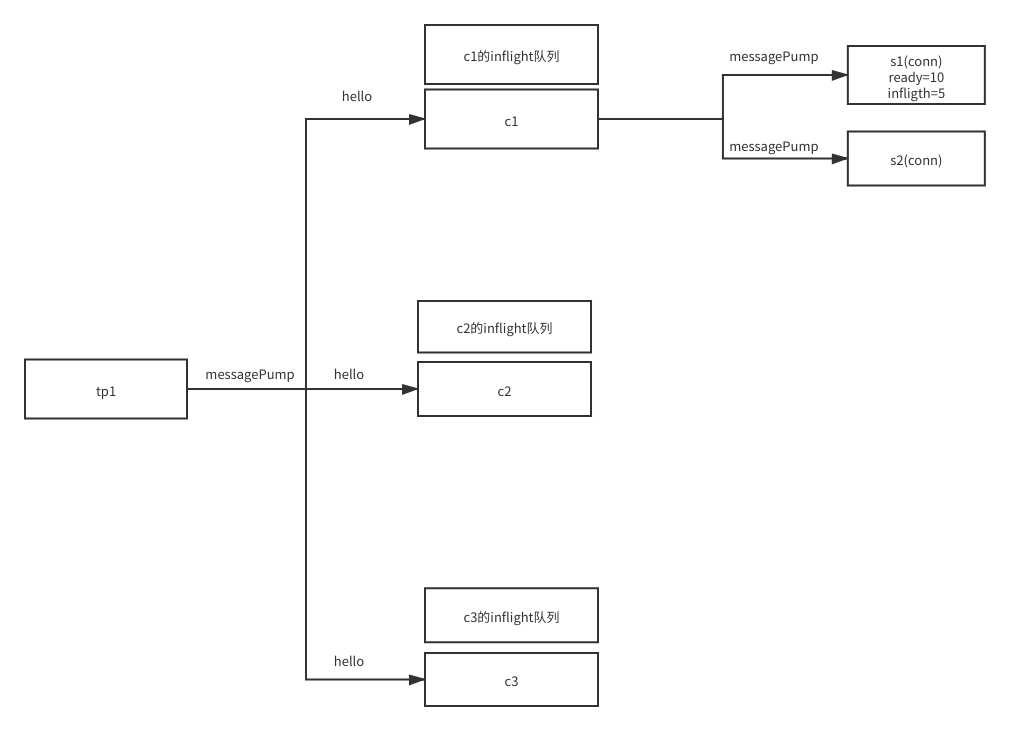 c1的inflight队列
hello
c1
messagePump
s1(conn)
ready=10
infligth=5
messagePump
s2(conn)
c2的inflight队列
tp1
messagePump
hello
c2
c3的inflight队列
hello
c3